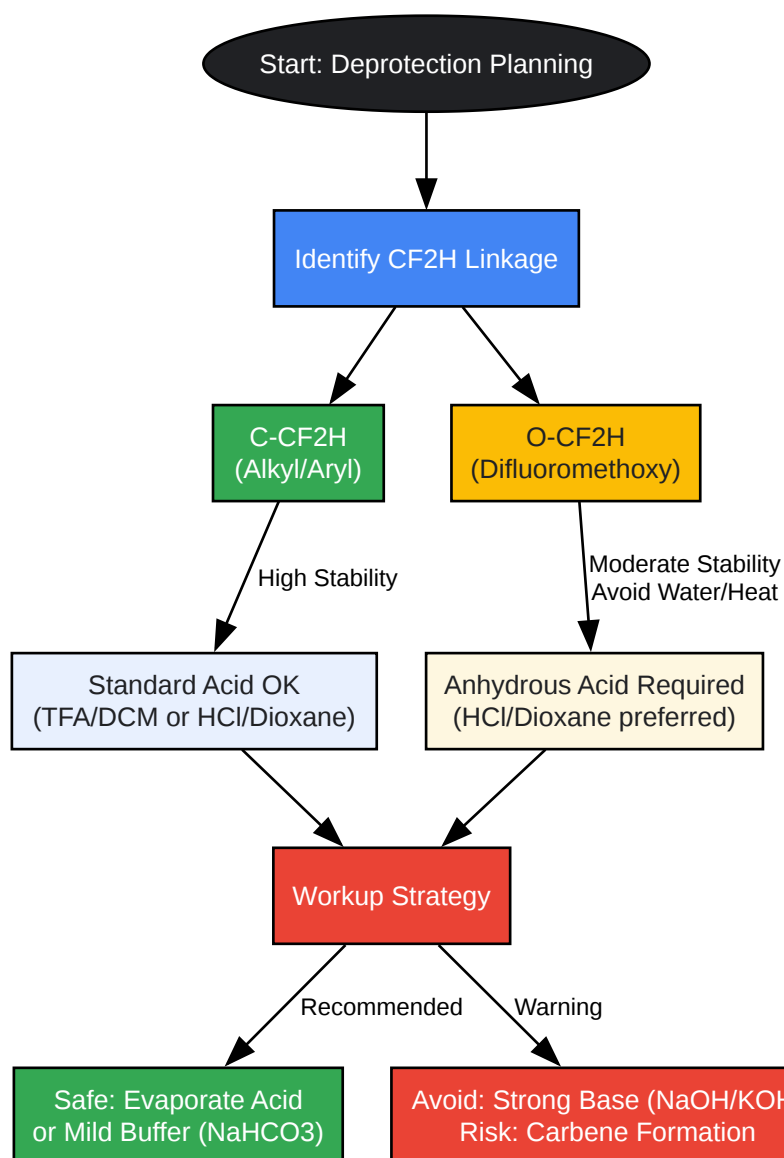 Start: Deprotection Planning
Identify CF2H Linkage
C-CF2H
(Alkyl/Aryl)
O-CF2H
(Difluoromethoxy)
High Stability
Moderate Stability
Avoid Water/Heat
Standard Acid OK
(TFA/DCM or HCl/Dioxane)
Anhydrous Acid Required
(HCl/Dioxane preferred)
Workup Strategy
Recommended
Warning
Safe: Evaporate Acid
or Mild Buffer (NaHCO3)
Avoid: Strong Base (NaOH/KOH
Risk: Carbene Formation